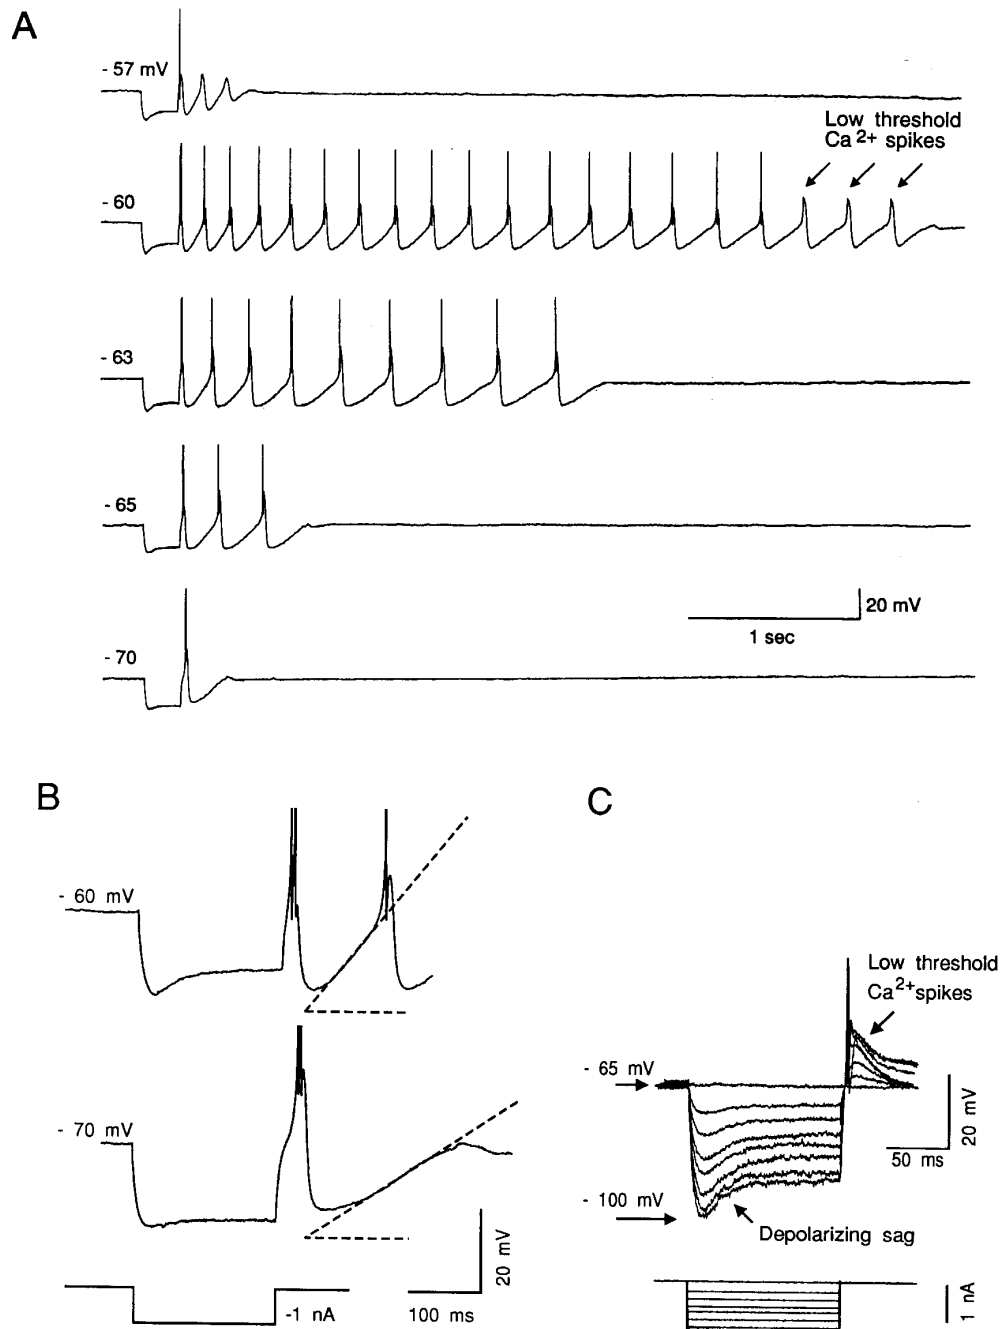 A
- 57 mV
Low threshold
Ca 2+ spikes
- 60
- 63
- 65
20 mV
1 sec
- 70
B
C
- 60 mV
Low threshold
Ca2+spikes
- 65 mV
20 mV
50 ms
- 70 mV
- 100 mV
Depolarizing sag
20 mV
-1 nA
100 ms
1 nA